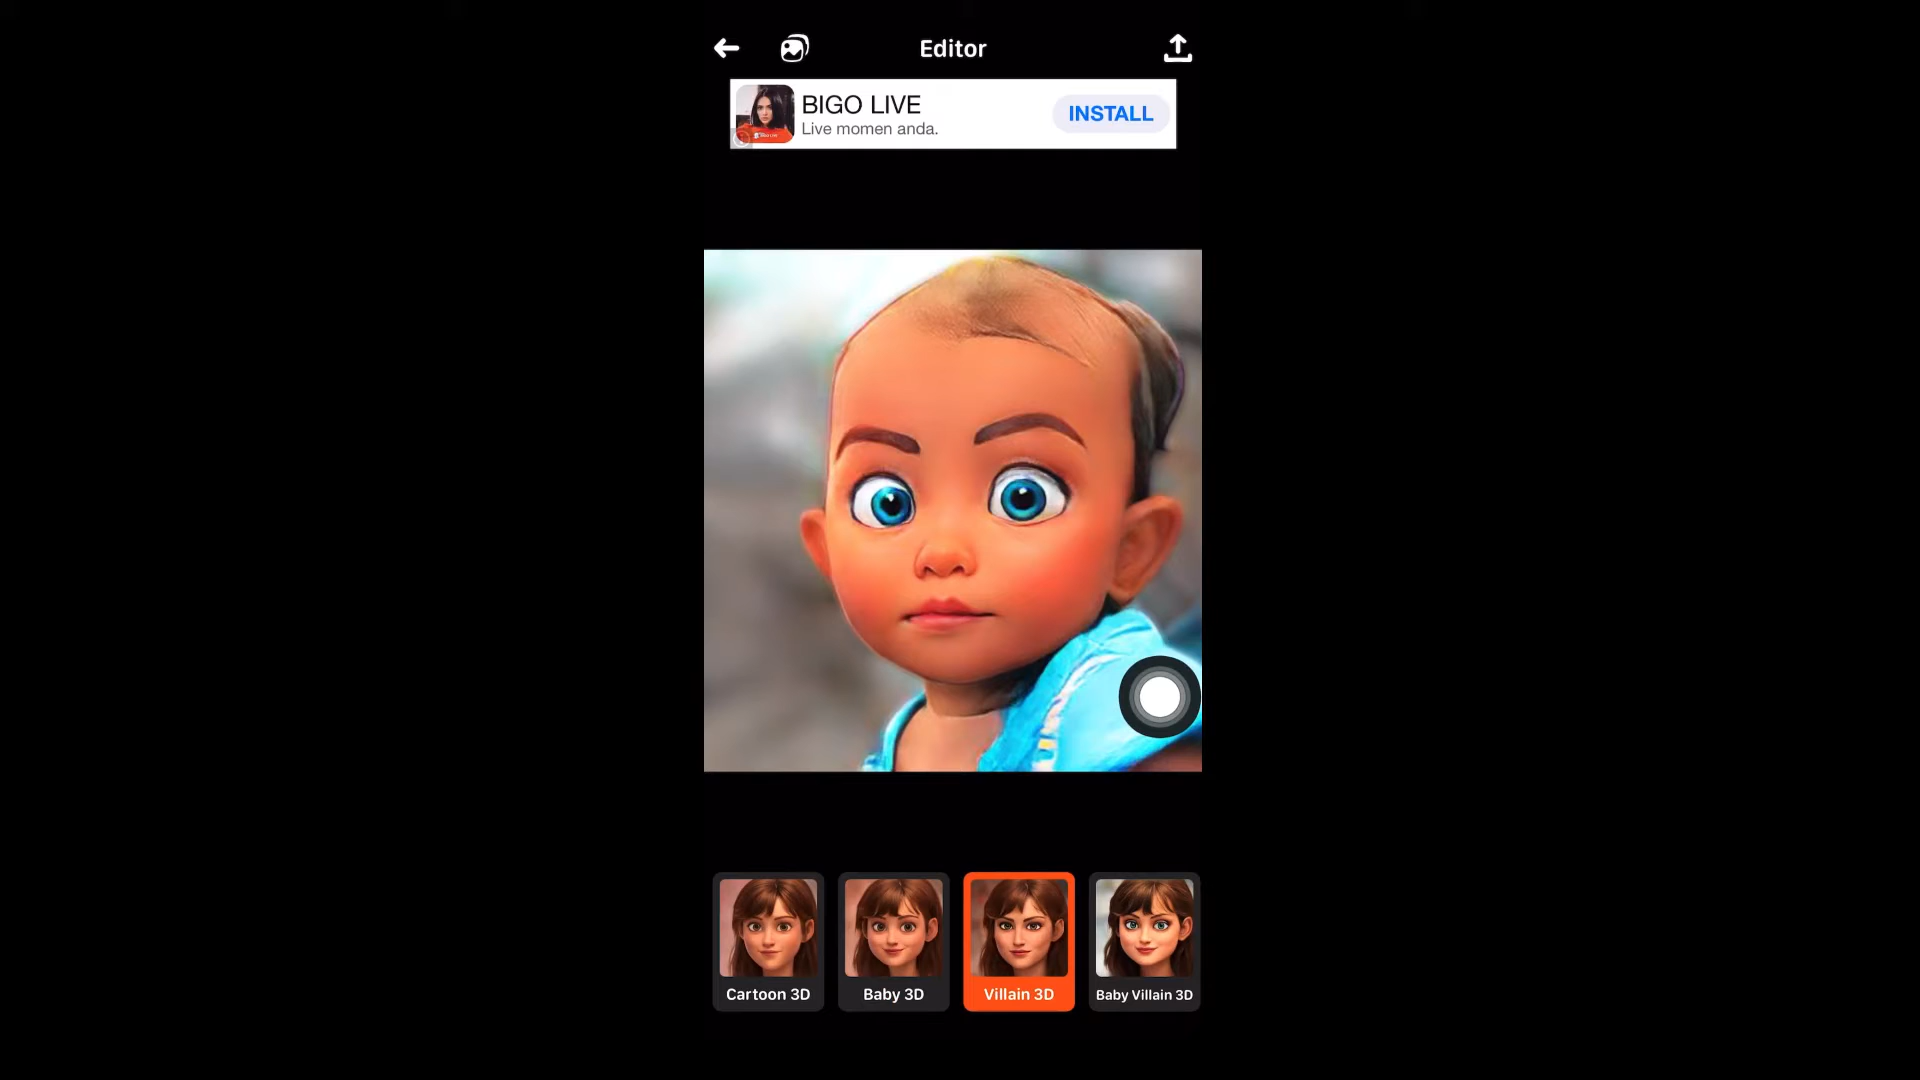 Editor
BIGO LIVE
Live momen anda.
INSTALL
Cartoon 3D
Baby 3D
Villain 3D
Baby Villain 3D